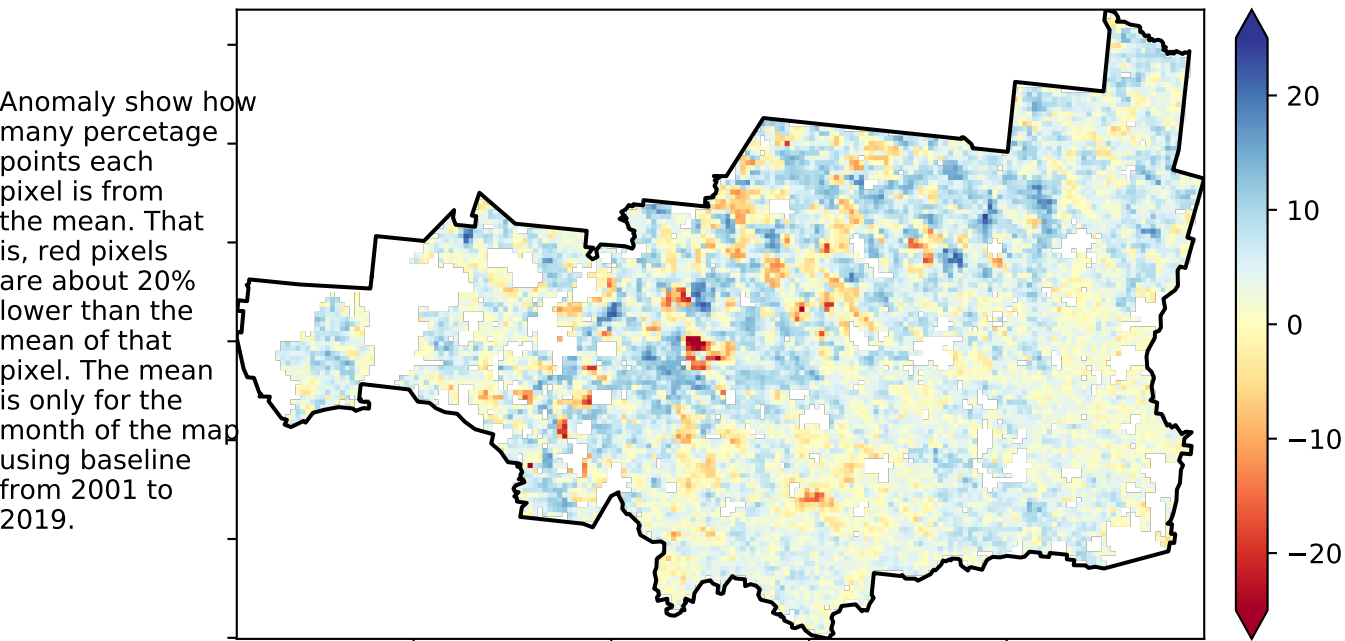 Anomaly show how
many percetage
points each
pixel is from
the mean. That
is, red pixels
are about 20%
lower than the
mean of that
pixel. The mean
is only for the
month of the map
using baseline
from 2001 to
2019.
20
10
0
−10
−20